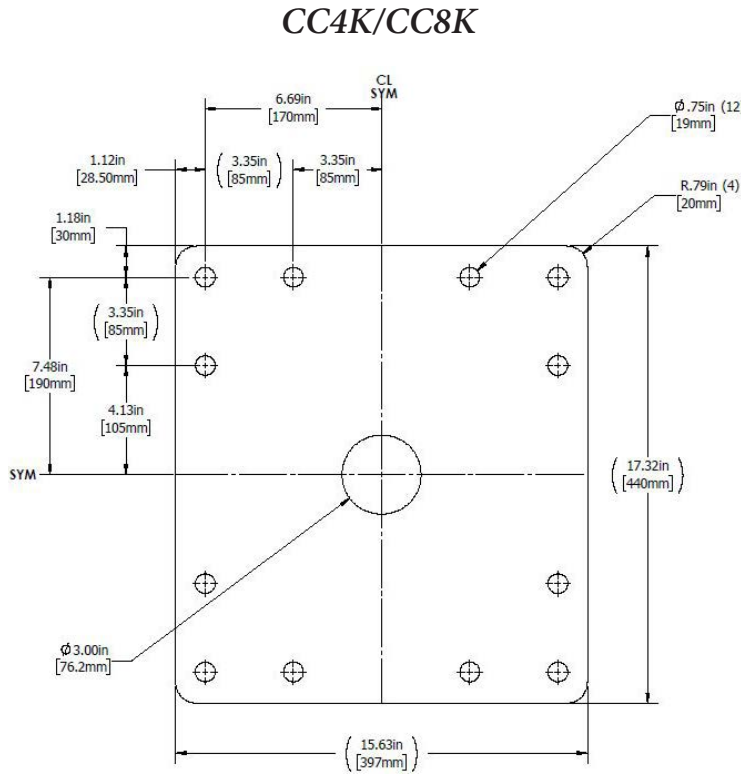 CC4K/CC8K
CL
SYM
6.69in
[170mm]
Ø.75in (12
[19mm]
1.12in
[28.50mm]
(3.35in
[85mm])
3.35in
[85mm]
R.79in (4)
[20mm]
1.18in
[30mm]
(3.35in
[85mm])
7.48in
[190mm]
4.13in
[105mm]
SYM
(17.32in
[440mm])
Ø3.00in
[76.2mm]
(15.63in
[397mm])